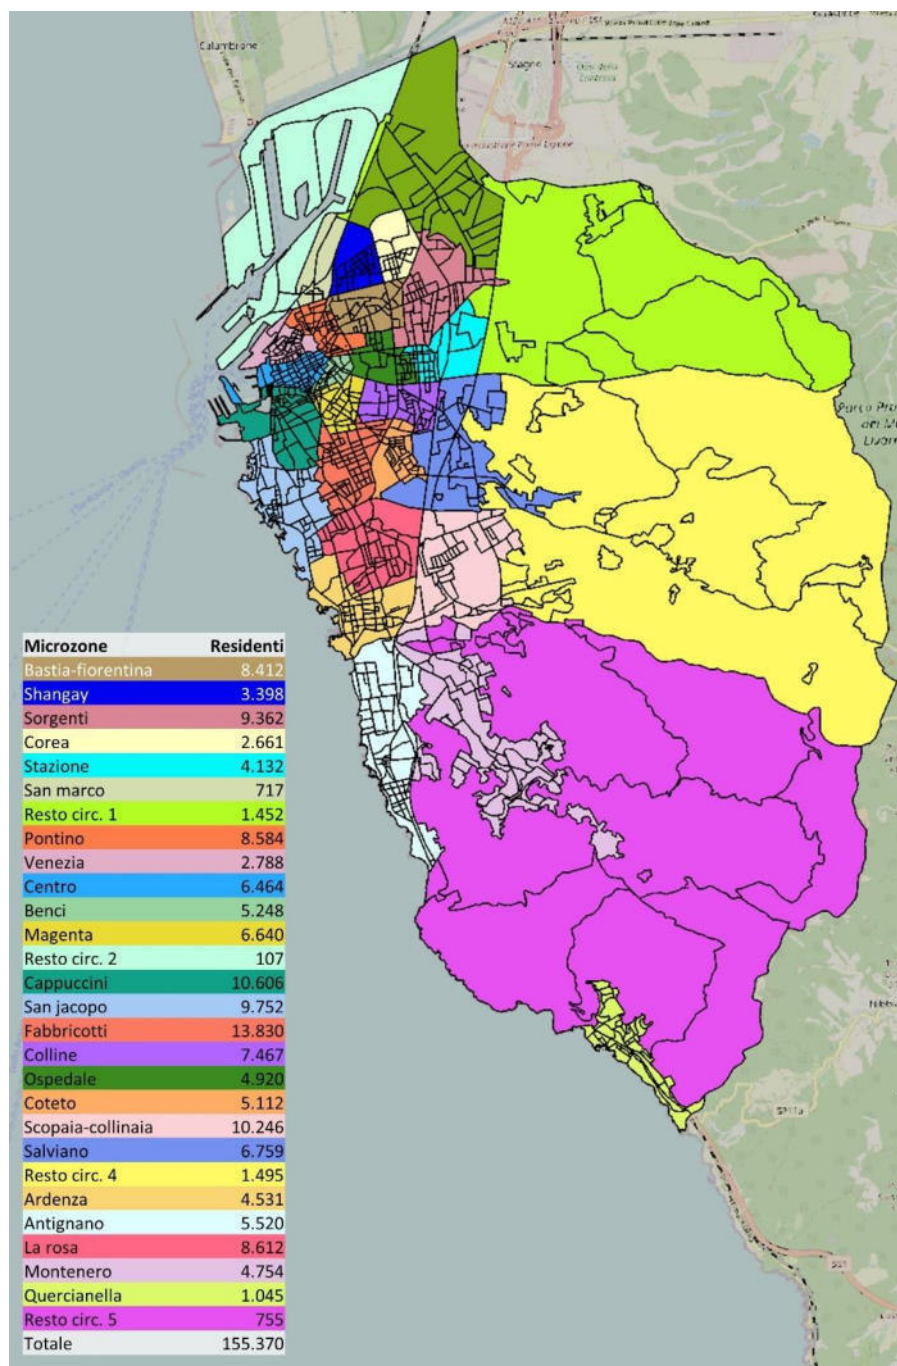 Calambrone
Stagno
Microzone Residenti
Bastia-fiorentina 8.412
Shangay 3.398
Sorgenti 9.362
Corea 2.661
Stazione 4.132
San marco 717
Resto circ. 1 1.452
Pontino 8.584
Venezia 2.788
Centro 6.464
Benci 5.248
Magenta 6.640
Resto circ. 2 107
Cappuccini 10.606
San jacopo 9.752
Fabbricotti 13.830
Colline 7.467
Ospedale 4.920
Coteto 5.112
Scopaia-collinaia 10.246
Salviano 6.759
Resto circ. 4 1.495
Ardenza 4.531
Antignano 5.520
La rosa 8.612
Montenero 4.754
Quercianella 1.045
Resto circ. 5 755
Totale 155.370